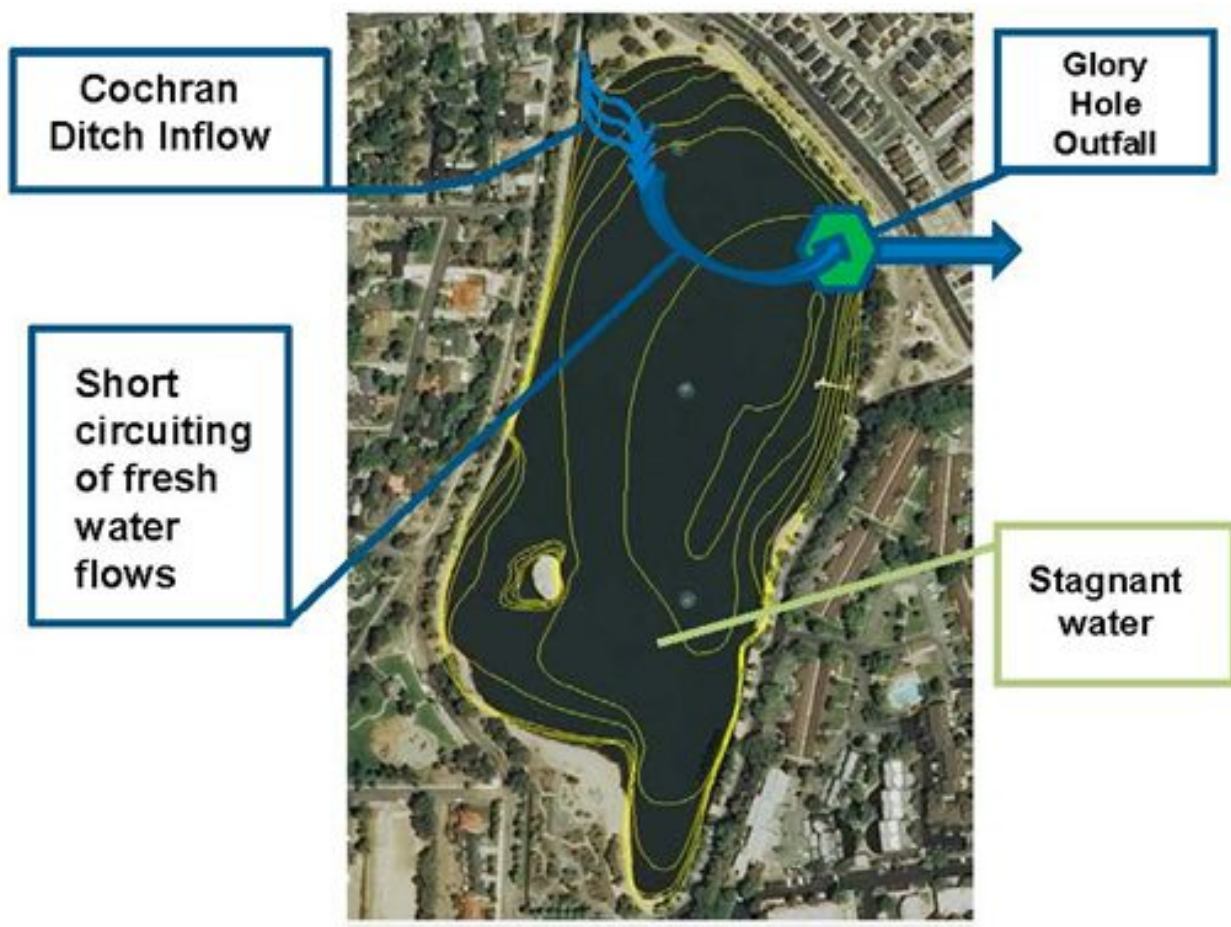 Cochran
Ditch Inflow
Glory
Hole
Outfall
Short
circuiting
of fresh
water
flows
Stagnant
water